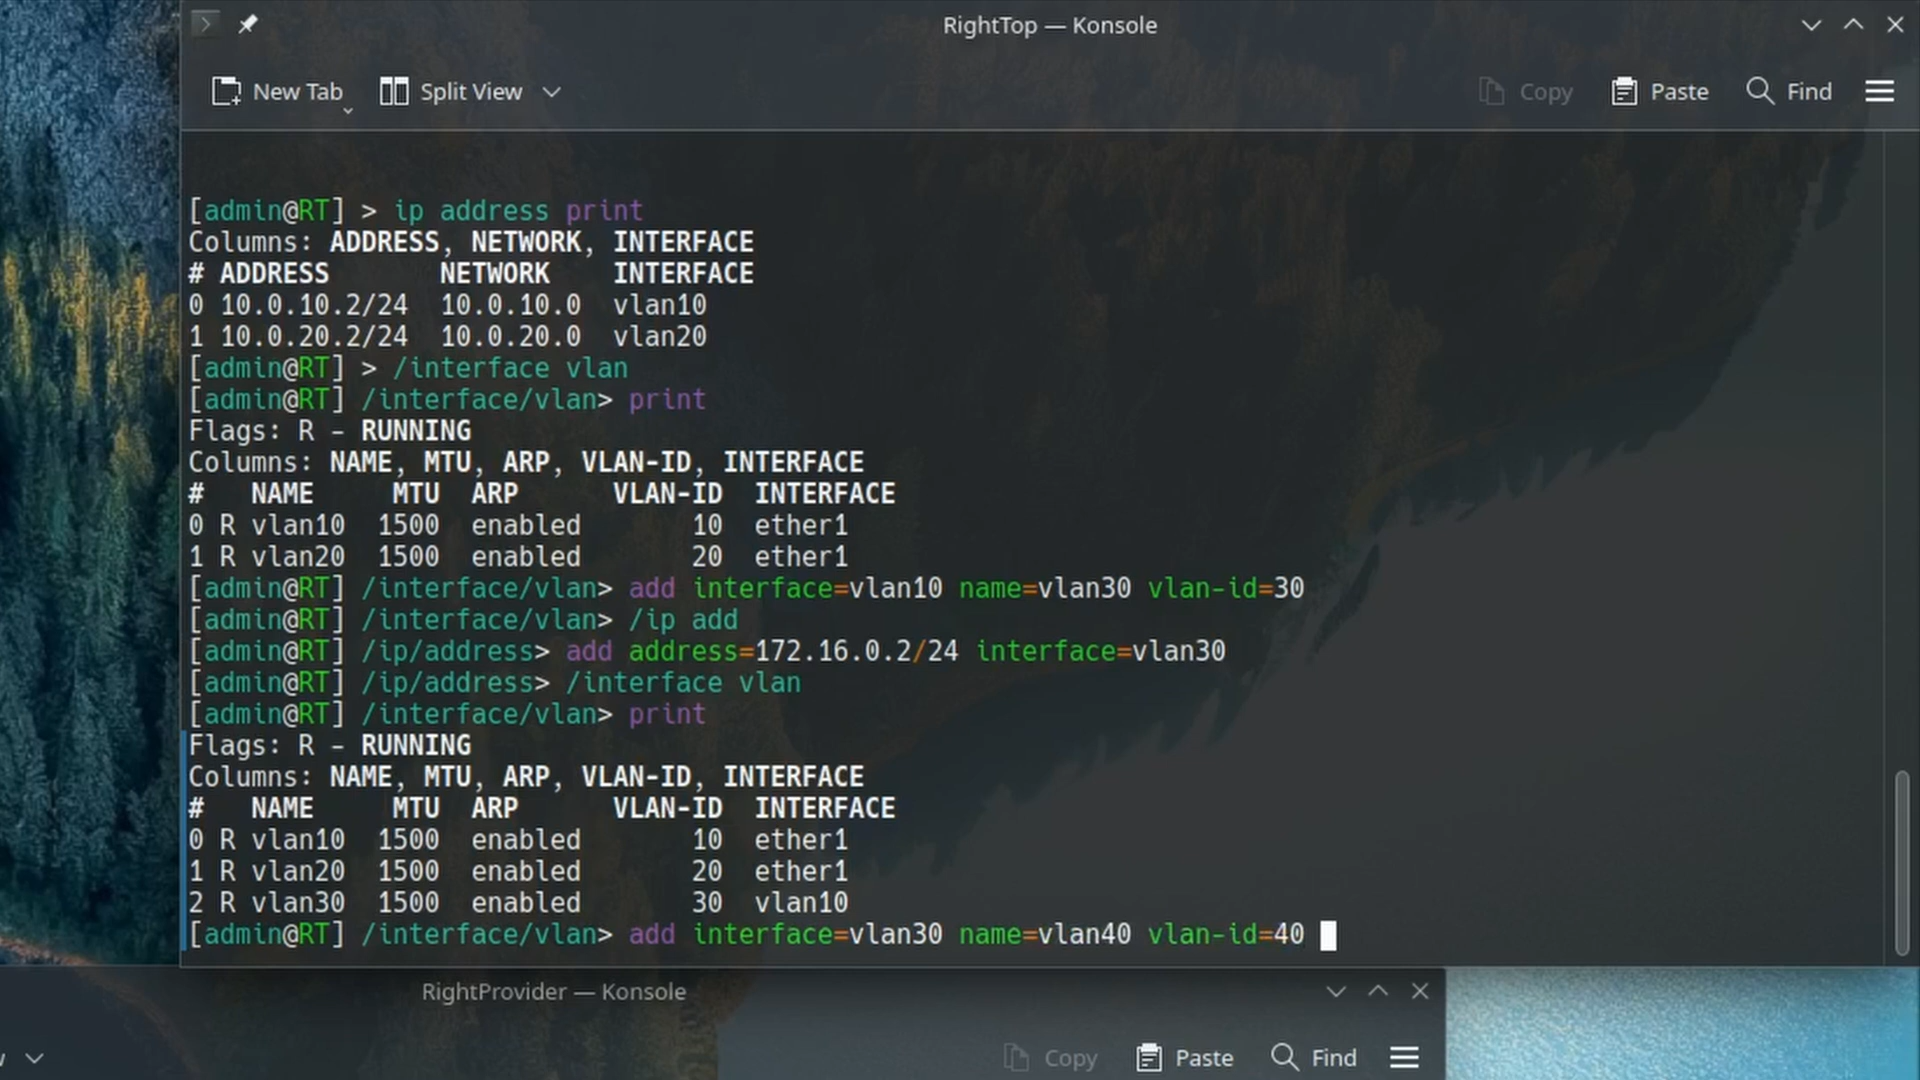 RightTop — Konsole
New Tab Split View Copy Paste Find
[admin@RT] > ip address print
Columns: ADDRESS, NETWORK, INTERFACE
# ADDRESS NETWORK INTERFACE
0 10.0.10.2/24 10.0.10.0 vlan10
1 10.0.20.2/24 10.0.20.0 vlan20
[admin@RT] > /interface vlan
[admin@RT] /interface/vlan> print
Flags: R - RUNNING
Columns: NAME, MTU, ARP, VLAN-ID, INTERFACE
# NAME MTU ARP VLAN-ID INTERFACE
0 R vlan10 1500 enabled 10 ether1
1 R vlan20 1500 enabled 20 ether1
[admin@RT] /interface/vlan> add interface=vlan10 name=vlan30 vlan-id=30
[admin@RT] /interface/vlan> /ip add
[admin@RT] /ip/address> add address=172.16.0.2/24 interface=vlan30
[admin@RT] /ip/address> /interface vlan
[admin@RT] /interface/vlan> print
Flags: R - RUNNING
Columns: NAME, MTU, ARP, VLAN-ID, INTERFACE
# NAME MTU ARP VLAN-ID INTERFACE
0 R vlan10 1500 enabled 10 ether1
1 R vlan20 1500 enabled 20 ether1
2 R vlan30 1500 enabled 30 vlan10
[admin@RT] /interface/vlan> add interface=vlan30 name=vlan40 vlan-id=40
RightProvider — Konsole
Copy Paste Find